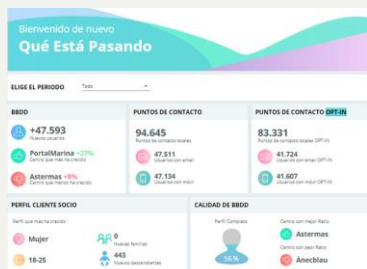 Bienvenido de nuevo
Qué Está Pasando
ELIGE EL PERIODO Todo
BBDD
+47.593
Nuevos usuarios
PortalMarina +27%
Centro que más ha crecido
Astermas +8%
Centro que menos ha crecido
PUNTOS DE CONTACTO
94.645
Puntos de contacto totales
47.511
Usuarios con email
47.134
Usuarios con móvil
PUNTOS DE CONTACTO OPT-IN
83.331
Puntos de contacto totales OPT-IN
41.724
Usuarios con email OPT-IN
41.607
Usuarios con móvil OPT-IN
PERFIL CLIENTE SOCIO
Perfil que más ha crecido
Mujer
18-25
0
Nuevas familias
443
Nuevos descendientes
CALIDAD DE BBDD
Perfil Completo
56%
Centro con mejor Ratio
Astermas
Centro con peor Ratio
Anecblau